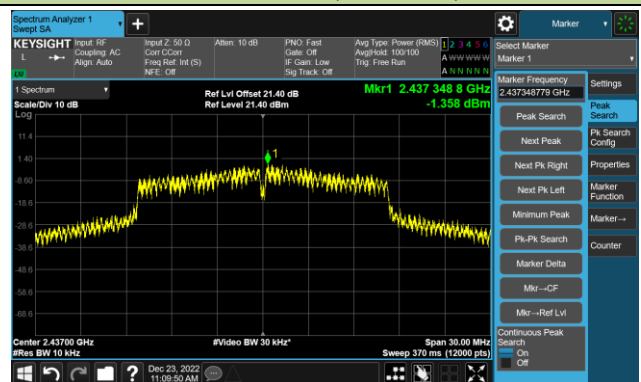 Spectrum Analyzer 1
Swept SA
Marker
KEYSIGHT
L
Input: RF
Coupling: AC
Align: Auto
Input Z: 50 Ω
Corr CCorr
Freq Ref: Int (S)
NFE: Off
Atten: 10 dB
PNO: Fast
Gate: Off
IF Gain: Low
Sig Track: Off
Avg Type: Power (RMS)
Avg|Hold: 100/100
Trig: Free Run
1 2 3 4 5 6
A W W W W W
A N N N N N
Select Marker
Marker 1
1 Spectrum
Scale/Div 10 dB
Log
Ref Lvl Offset 21.40 dB
Ref Level 21.40 dBm
Mkr1 2.437 348 8 GHz
-1.358 dBm
11.4
1.40
-8.60
-18.6
-28.6
-38.6
-48.6
-58.6
-68.6
1
Center 2.43700 GHz
#Res BW 10 kHz
#Video BW 30 kHz*
Span 30.00 MHz
Sweep 370 ms (12000 pts)
Marker Frequency
2.437348779 GHz
Peak Search
Next Peak
Next Pk Right
Next Pk Left
Minimum Peak
Pk-Pk Search
Marker Delta
Mkr→CF
Mkr→Ref Lvl
Continuous Peak
Search
On
Off
Settings
Peak
Search
Pk Search
Config
Properties
Marker
Function
Marker→
Counter
Dec 23, 2022
11:09:50 AM